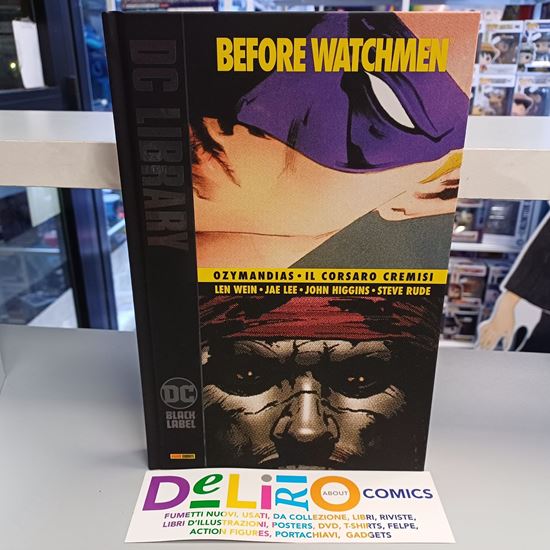 DC LIBRARY
BEFORE WATCHMEN
OZYMANDIAS • IL CORSARO CREMISI
LEN WEIN • JAE LEE • JOHN HIGGINS • STEVE RUDE
DC
BLACK LABEL
PANINI COMICS
DeLiRiO ABOUT COMICS
FUMETTI NUOVI, USATI, DA COLLEZIONE, LIBRI, RIVISTE,
LIBRI D'ILLUSTRAZIONI, POSTERS, DVD, T-SHIRTS, FELPE,
ACTION FIGURES, PORTACHIAVI, GADGETS